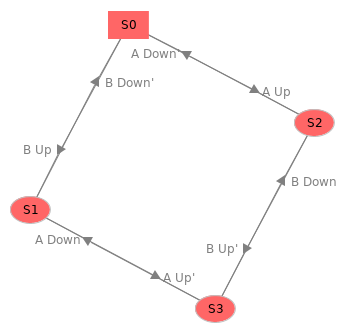 S0
A Down'
B Down'
A Up
S2
B Up
B Down
S1
A Down
B Up'
A Up'
S3